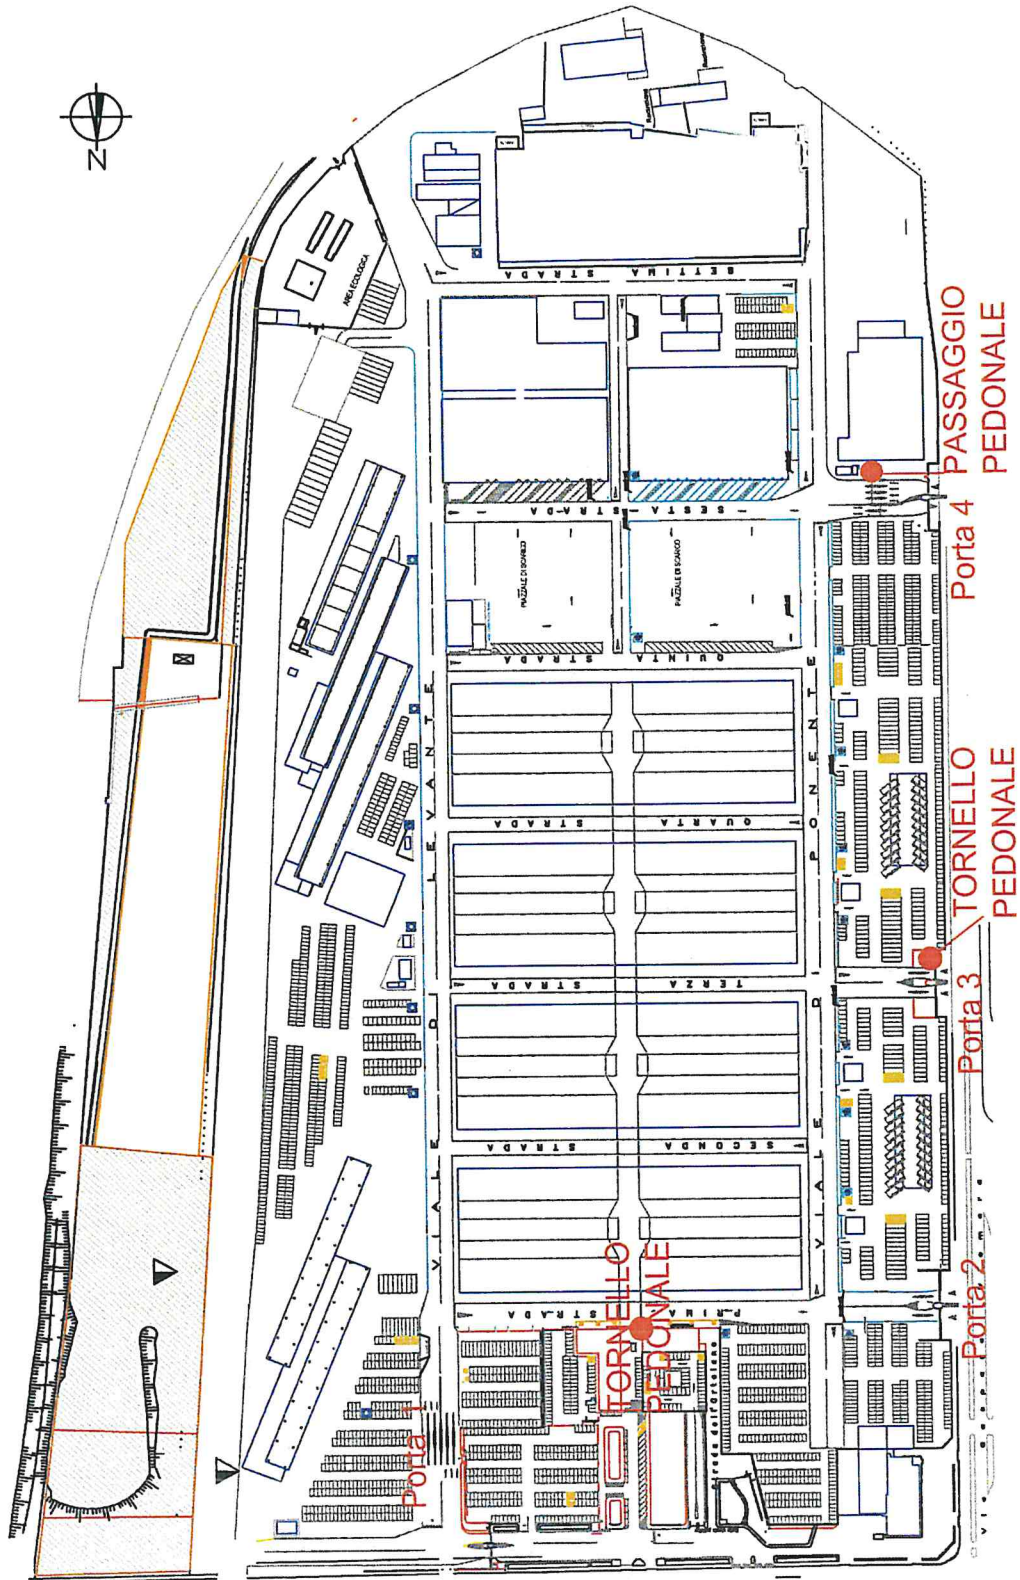 N
AREA ECOLOGICA
STRADA SETTIMA
STRADA SESTA
PIAZZALE DI SCARICO
PIAZZALE DI SCARICO
STRADA QUINTA
STRADA QUARTA
STRADA TERZA
STRADA SECONDA
STRADA PRIMA
VIALE DI LEVANTE
VIALE DI PONENTE
PASSAGGIO
PEDONALE
Porta 4
TORNELLO
PEDONALE
Porta 3
Porta 2
TORNELLO
PEDONALE
Porta 1